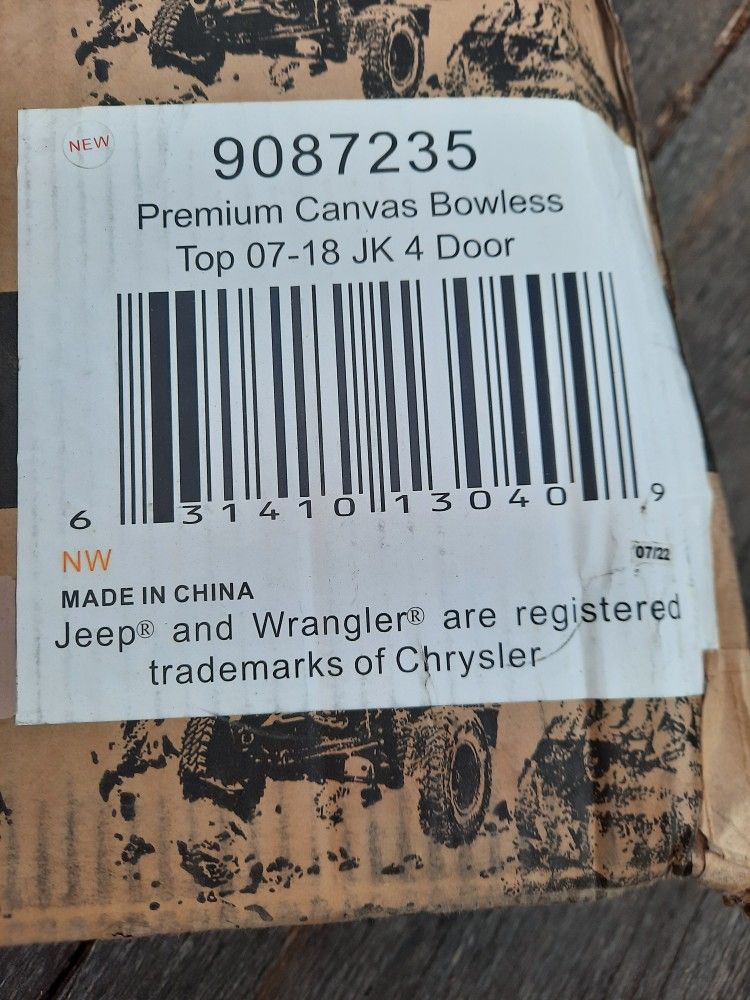 NEW
9087235
Premium Canvas Bowless
Top 07-18 JK 4 Door
6 31410 13040 9
NW
07/22
MADE IN CHINA
Jeep® and Wrangler® are registered
trademarks of Chrysler